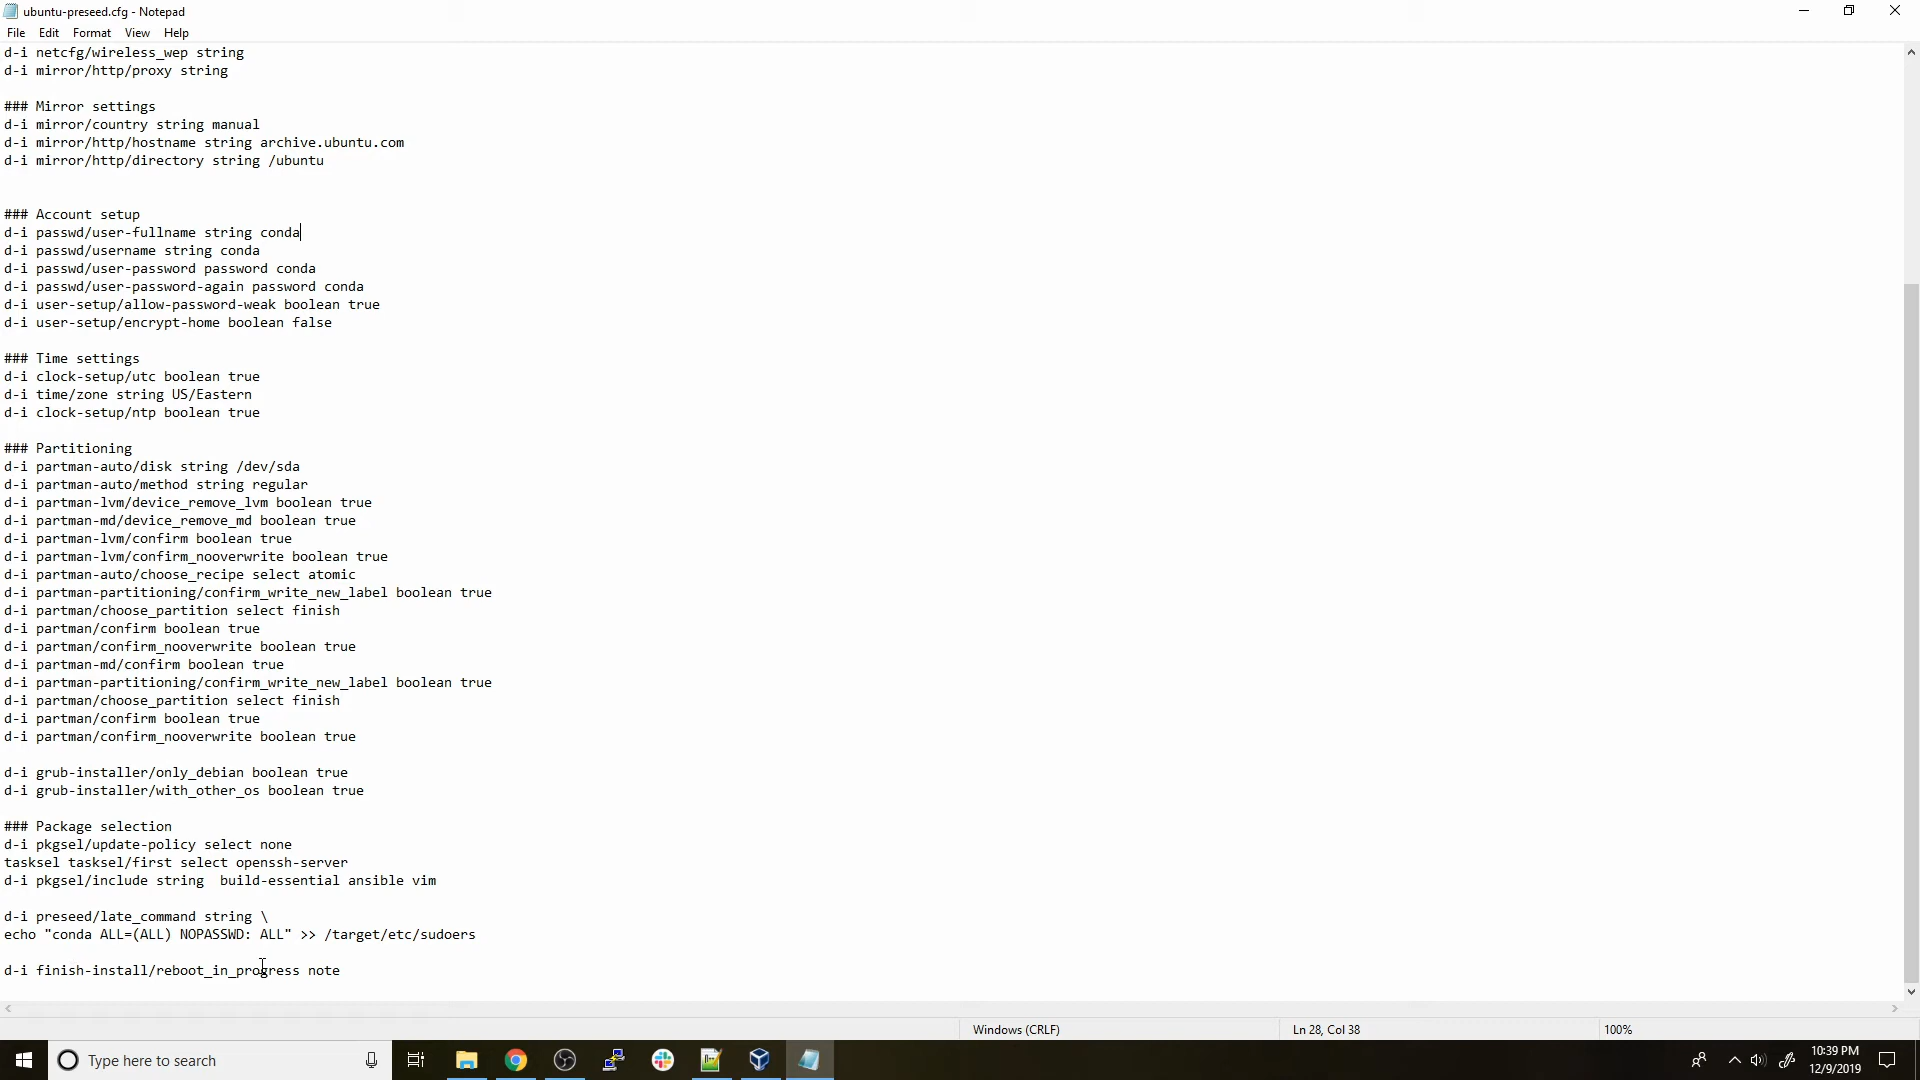 ubuntu-preseed.cfg - Notepad
File Edit Format View Help
d-i netcfg/wireless_wep string
d-i mirror/http/proxy string
### Mirror settings
d-i mirror/country string manual
d-i mirror/http/hostname string archive.ubuntu.com
d-i mirror/http/directory string /ubuntu
### Account setup
d-i passwd/user-fullname string conda
d-i passwd/username string conda
d-i passwd/user-password password conda
d-i passwd/user-password-again password conda
d-i user-setup/allow-password-weak boolean true
d-i user-setup/encrypt-home boolean false
### Time settings
d-i clock-setup/utc boolean true
d-i time/zone string US/Eastern
d-i clock-setup/ntp boolean true
### Partitioning
d-i partman-auto/disk string /dev/sda
d-i partman-auto/method string regular
d-i partman-lvm/device_remove_lvm boolean true
d-i partman-md/device_remove_md boolean true
d-i partman-lvm/confirm boolean true
d-i partman-lvm/confirm_nooverwrite boolean true
d-i partman-auto/choose_recipe select atomic
d-i partman-partitioning/confirm_write_new_label boolean true
d-i partman/choose_partition select finish
d-i partman/confirm boolean true
d-i partman/confirm_nooverwrite boolean true
d-i partman-md/confirm boolean true
d-i partman-partitioning/confirm_write_new_label boolean true
d-i partman/choose_partition select finish
d-i partman/confirm boolean true
d-i partman/confirm_nooverwrite boolean true
d-i grub-installer/only_debian boolean true
d-i grub-installer/with_other_os boolean true
### Package selection
d-i pkgsel/update-policy select none
tasksel tasksel/first select openssh-server
d-i pkgsel/include string  build-essential ansible vim
d-i preseed/late_command string \
echo "conda ALL=(ALL) NOPASSWD: ALL" >> /target/etc/sudoers
d-i finish-install/reboot_in_progress note
Windows (CRLF) Ln 28, Col 38 100%
Type here to search
10:39 PM
12/9/2019